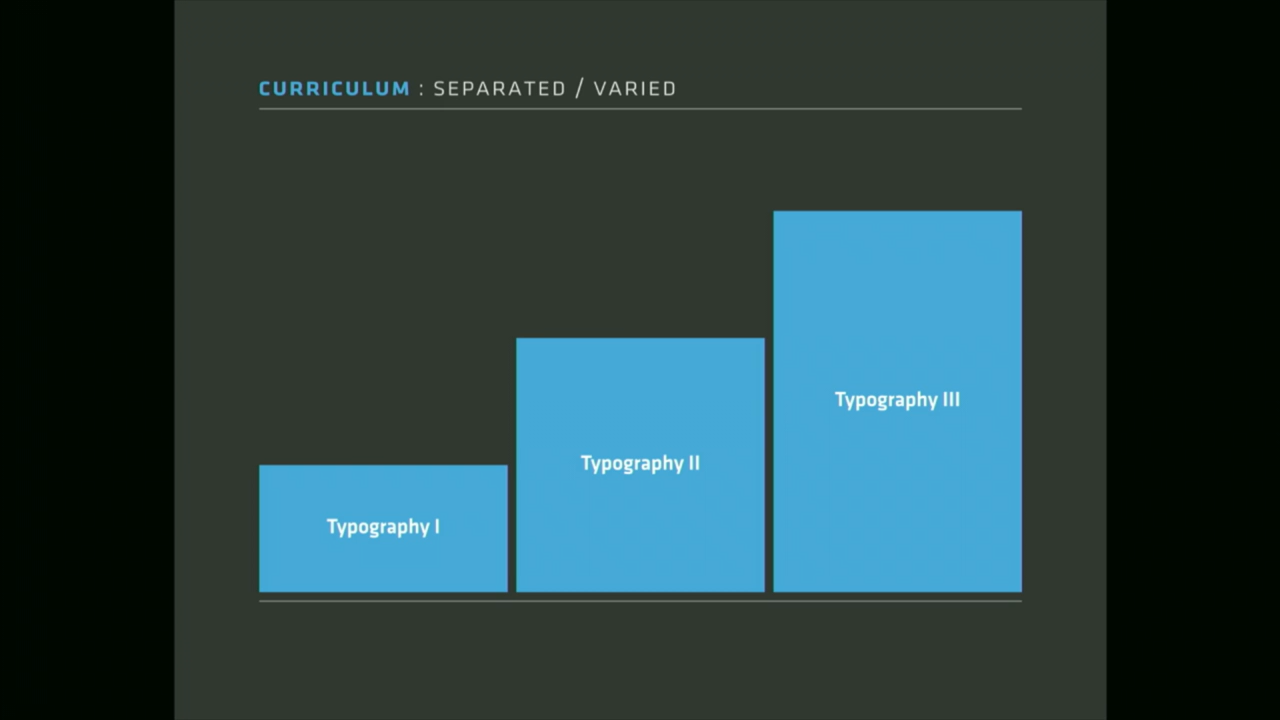 CURRICULUM : SEPARATED / VARIED
Typography I
Typography II
Typography III